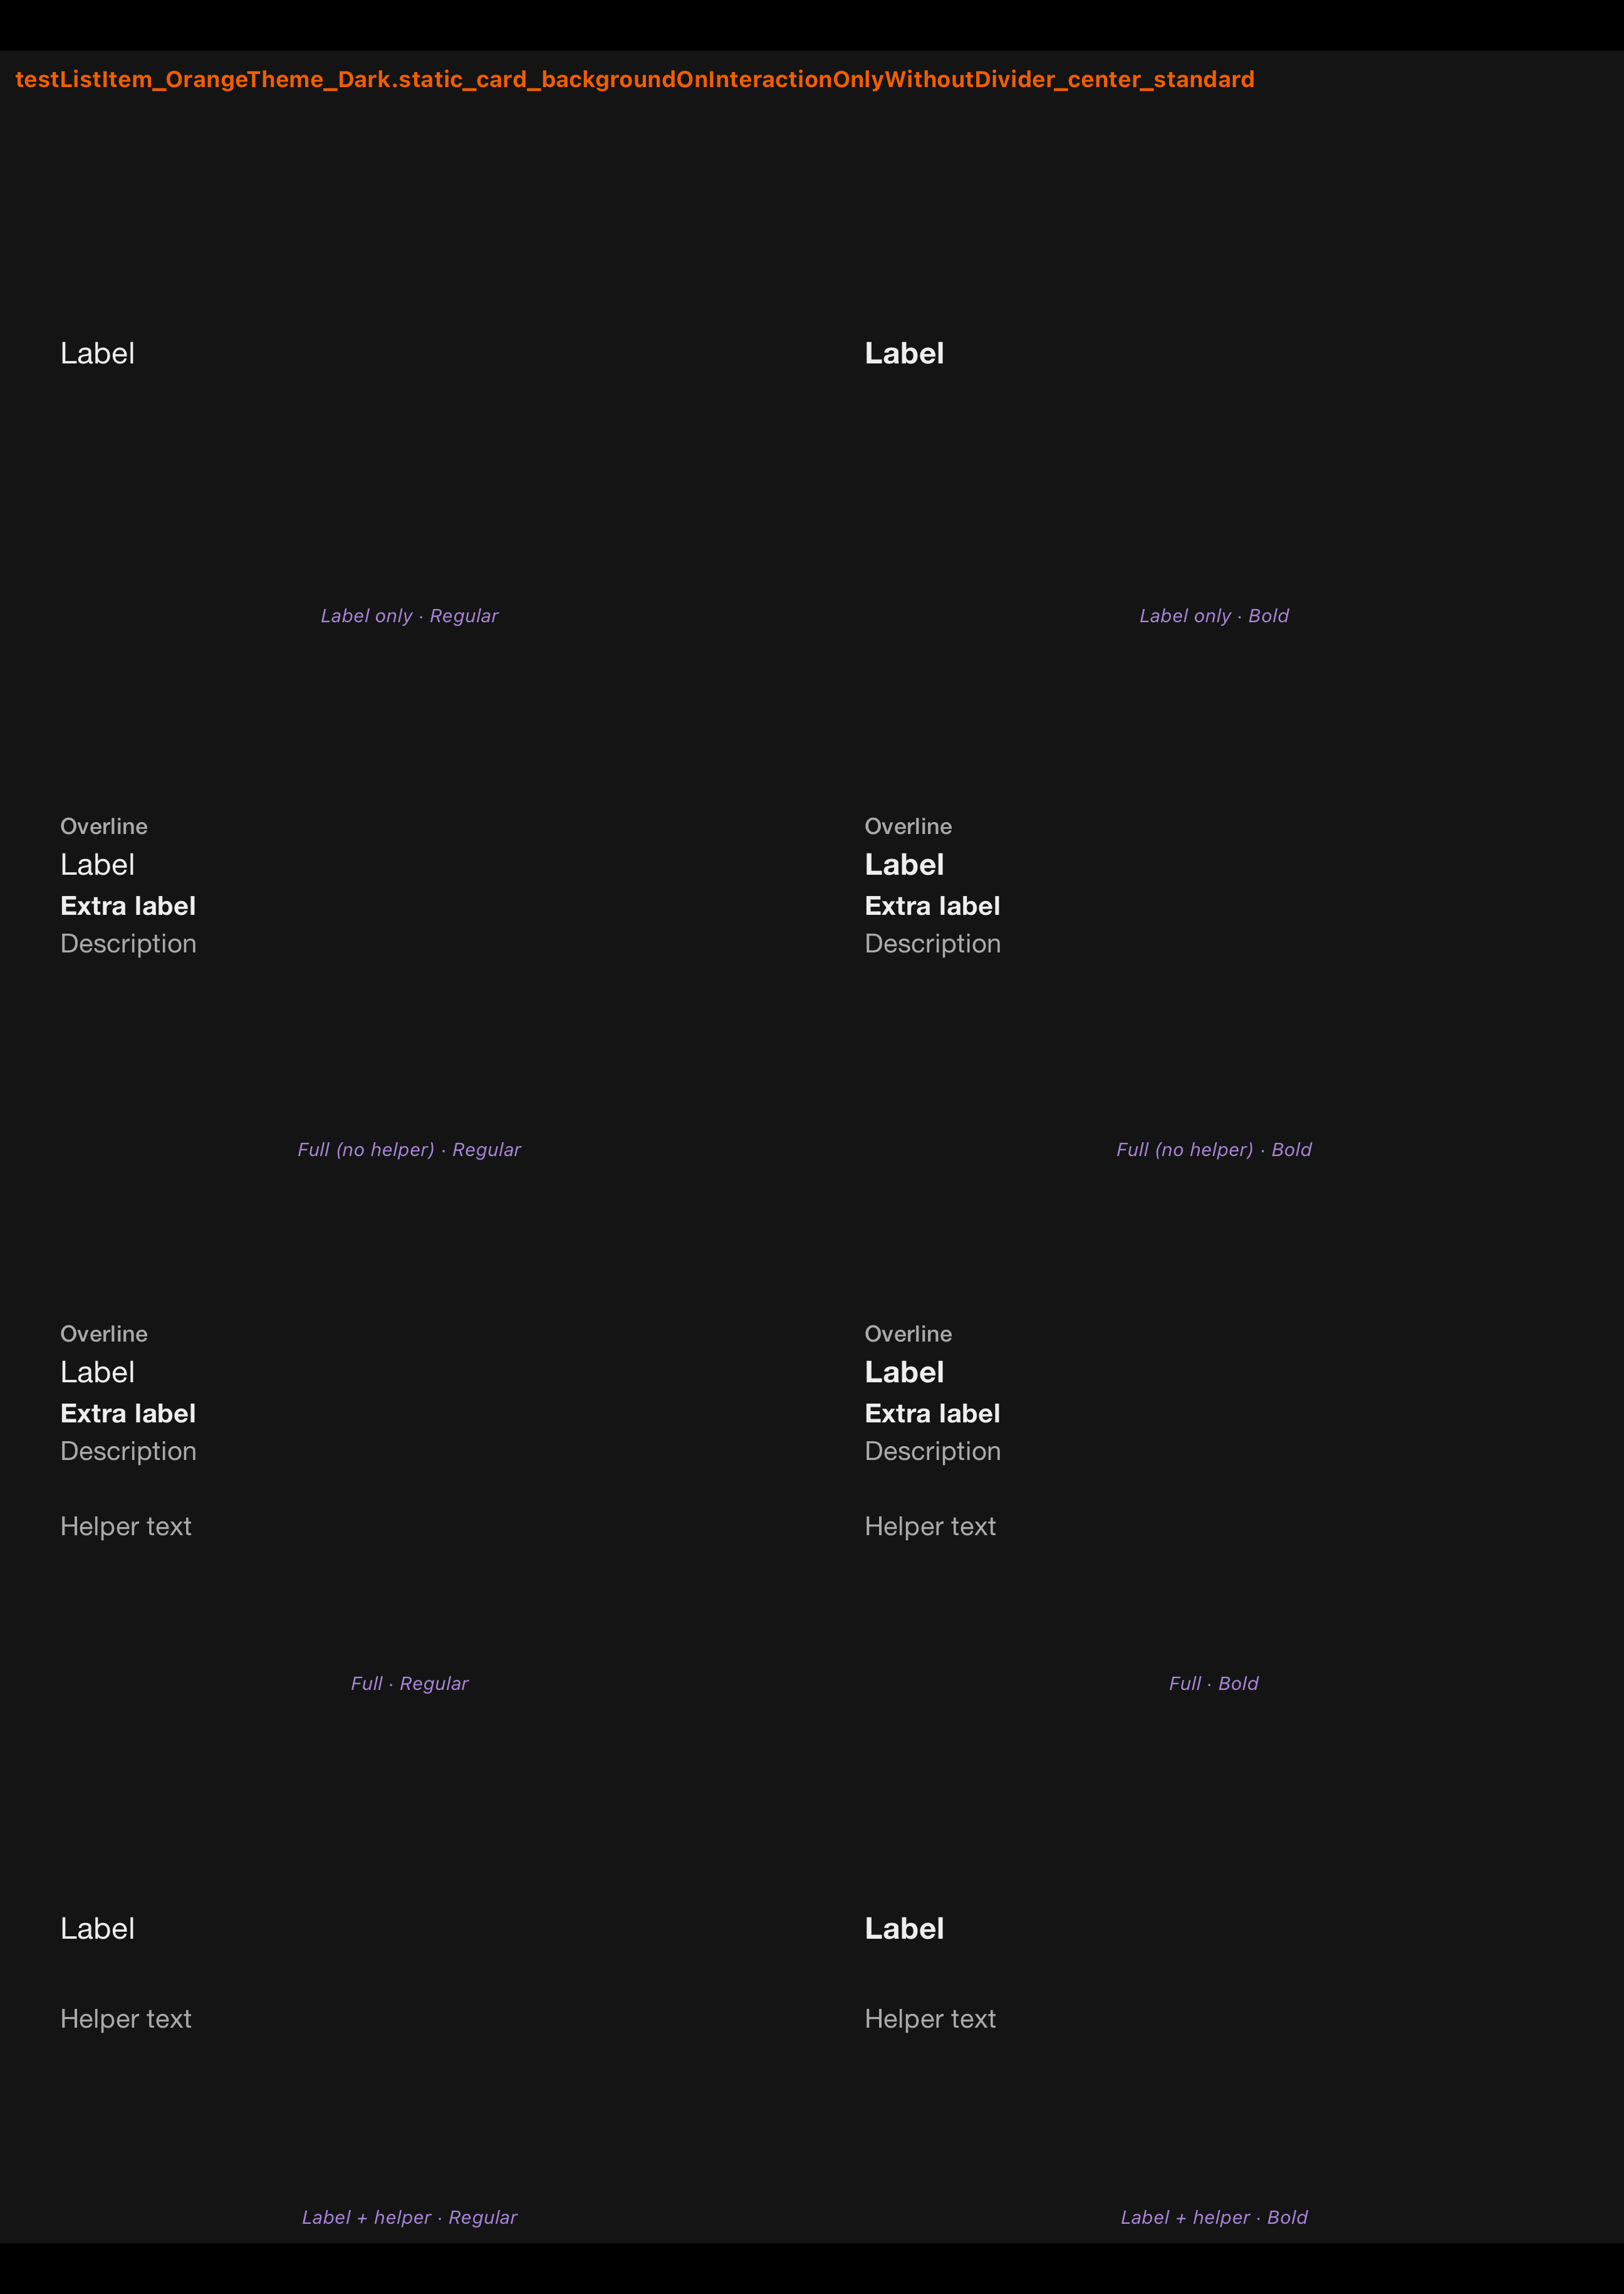 testListItem_OrangeTheme_Dark.static_card_backgroundOnInteractionOnlyWithoutDivider_center_standard
Label
Label
Label only · Regular
Label only · Bold
Overline
Label
Extra label
Description
Overline
Label
Extra label
Description
Full (no helper) · Regular
Full (no helper) · Bold
Overline
Label
Extra label
Description
Helper text
Overline
Label
Extra label
Description
Helper text
Full · Regular
Full · Bold
Label
Helper text
Label
Helper text
Label + helper · Regular
Label + helper · Bold